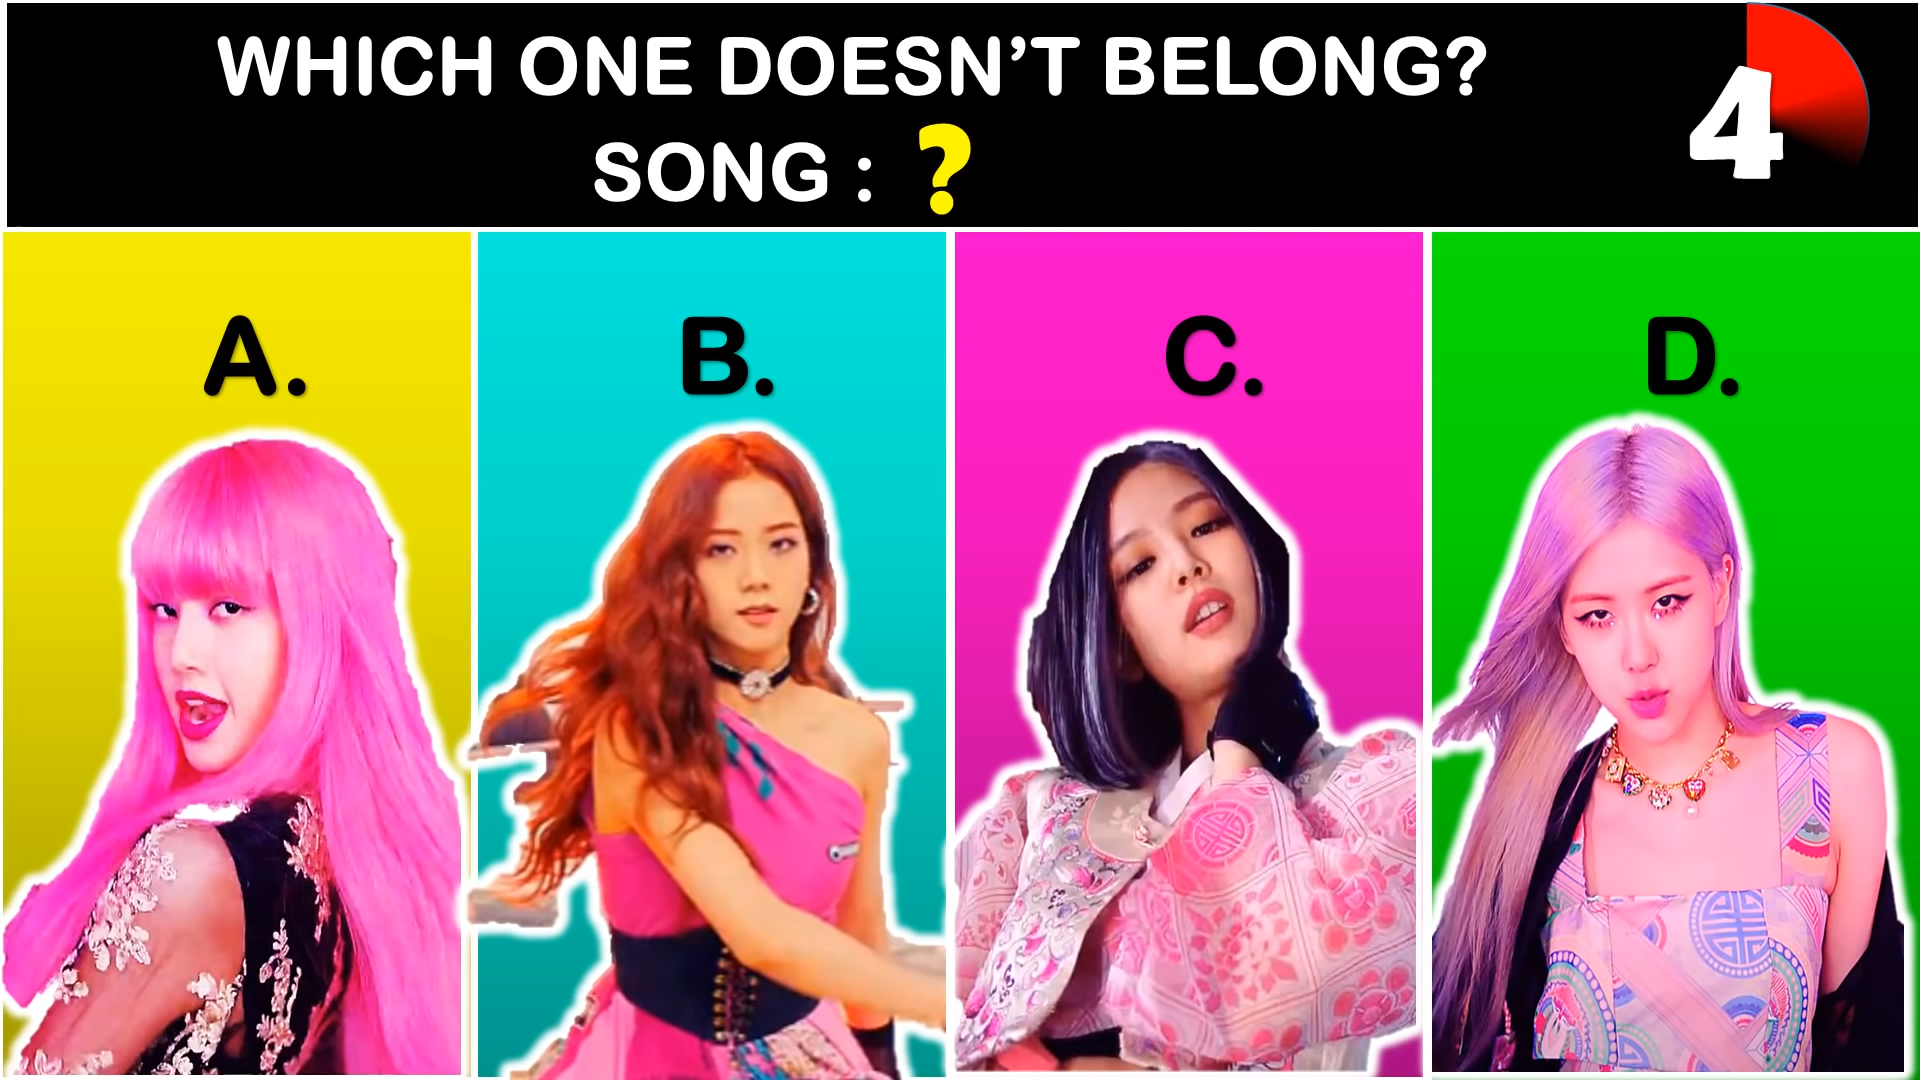 WHICH ONE DOESN’T BELONG?
SONG : ?
4
A.
B.
C.
D.